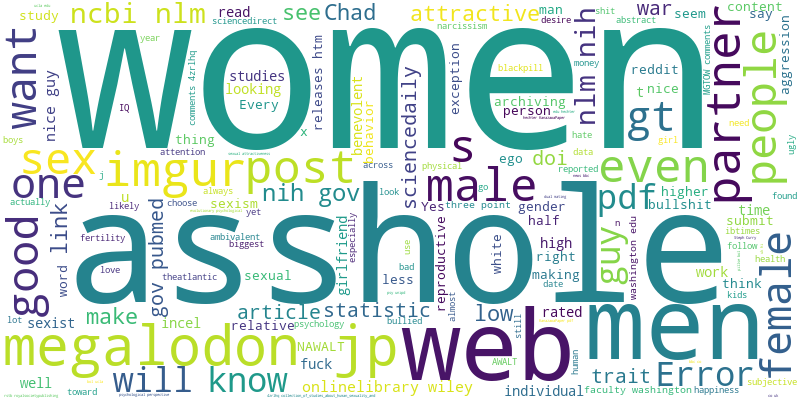 study
sciencedirect
narcissism
man
desire
shit
abstract
content
ncbi nlm
read
see
Chad
attractive
war
seem
say
women
want
nice guy
year
comments 4zrlhq
IQ
studies
looking
Every
x
releases htm
benevolent
behavior
exception
blackpill
money
archiving
person
nlm nih
reddit
t
nice
MGTOW comments
aggression
partner
people
boys
thing
sciencedaily
s
gt
hate
data
need
girl
ugly
attention
sex
imgur
post
ego
doi
even
one
j
u
always
across
physical
reported
male
nih gov
look
go
pdf
higher
bullshit
found
actually
likely
choose
yet
sexism
Yes
three point
gender
half
n
time
submit
good
link
word
gov pubmed
fertility
ambivalent
biggest
girlfriend
especially
use
reproductive
white
high
right
guy
washington edu
ibtimes
follow
health
asshole
love
theatlantic
sexual
bad
less
making
date
work
think
kids
female
lot
sexist
make
incel
article
relative
statistic
psychology
bullied
almost
low
still
rated
men
megalodon jp
NAWALT
fuck
web
AWALT
human
trait
Error
well
toward
will
know
onlinelibrary wiley
individual
faculty washington
happiness
subjective
psychological perspective
co uk